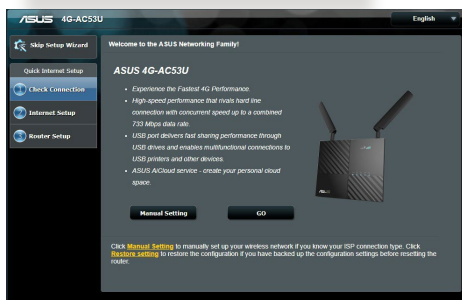 ASUS 4G-AC53U
English
Skip Setup Wizard
Quick Internet Setup
1 Check Connection
2 Internet Setup
3 Router Setup
Welcome to the ASUS Networking Family!
ASUS 4G-AC53U
• Experience the Fastest 4G Performance.
• High-speed performance that rivals hard line
connection with concurrent speed up to a combined
733 Mbps data rate.
• USB port delivers fast sharing performance through
USB drives and enables multifunctional connections to
USB printers and other devices.
• ASUS AiCloud service - create your personal cloud
space.
Manual Setting
GO
Click Manual Setting to manually set up your wireless network if you know your ISP connection type. Click
Restore setting to restore the configuration if you have backed up the configuration settings before resetting the
router.